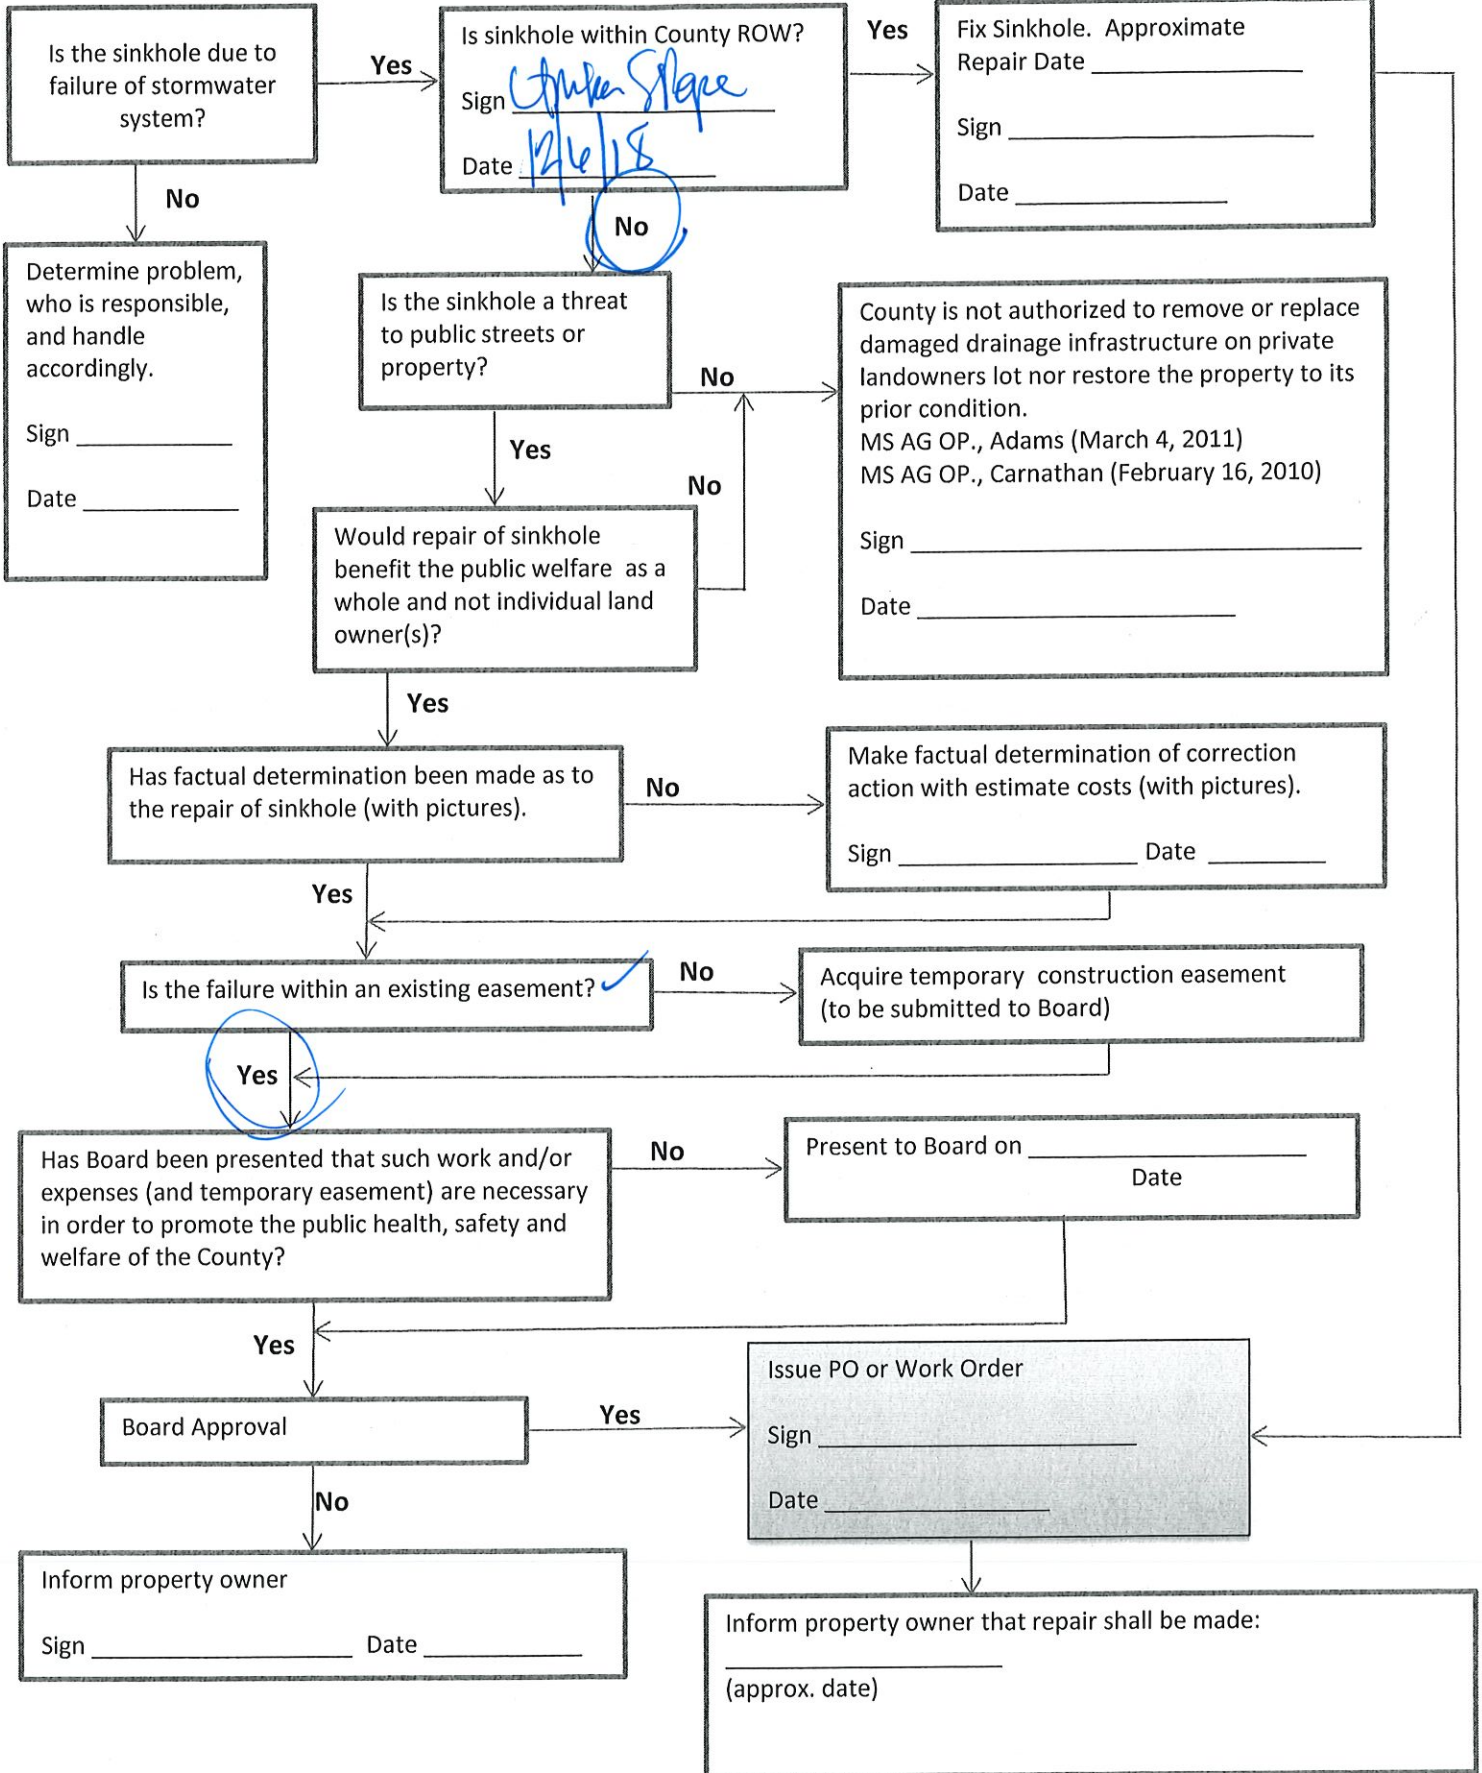 Is the sinkhole due to
failure of stormwater
system?
Yes
Is sinkhole within County ROW?
Sign
Date 12/6/18
Yes
Fix Sinkhole. Approximate
Repair Date
Sign
Date
No
Determine problem,
who is responsible,
and handle
accordingly.
Sign
Date
No
Is the sinkhole a threat
to public streets or
property?
No
County is not authorized to remove or replace
damaged drainage infrastructure on private
landowners lot nor restore the property to its
prior condition.
MS AG OP., Adams (March 4, 2011)
MS AG OP., Carnathan (February 16, 2010)
Sign
Date
Yes
No
Would repair of sinkhole
benefit the public welfare as a
whole and not individual land
owner(s)?
Yes
Has factual determination been made as to
the repair of sinkhole (with pictures).
No
Make factual determination of correction
action with estimate costs (with pictures).
Sign Date
Yes
Is the failure within an existing easement?
No
Acquire temporary construction easement
(to be submitted to Board)
Yes
Has Board been presented that such work and/or
expenses (and temporary easement) are necessary
in order to promote the public health, safety and
welfare of the County?
No
Present to Board on
Date
Yes
Board Approval
Yes
Issue PO or Work Order
Sign
Date
No
Inform property owner
Sign Date
Inform property owner that repair shall be made:
(approx. date)